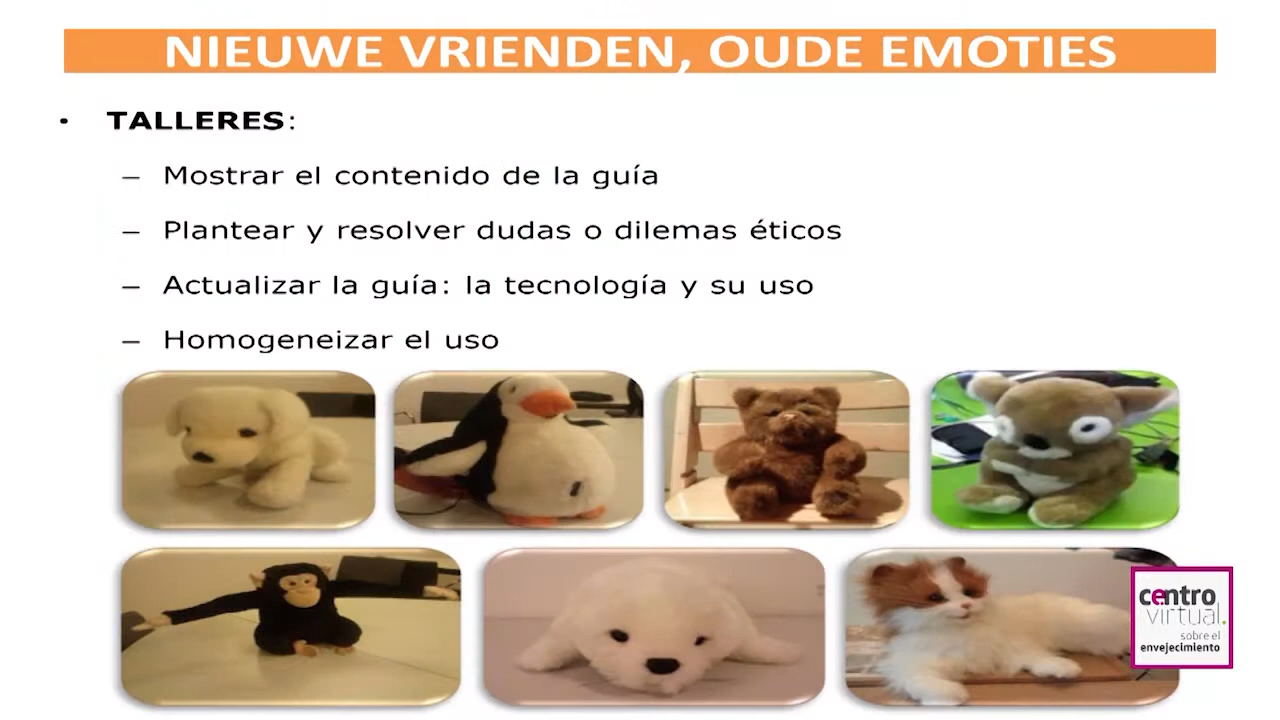 NIEUWE VRIENDEN, OUDE EMOTIES
• TALLERES:
– Mostrar el contenido de la guía
– Plantear y resolver dudas o dilemas éticos
– Actualizar la guía: la tecnología y su uso
– Homogeneizar el uso
centro
virtual.
sobre el
envejecimiento